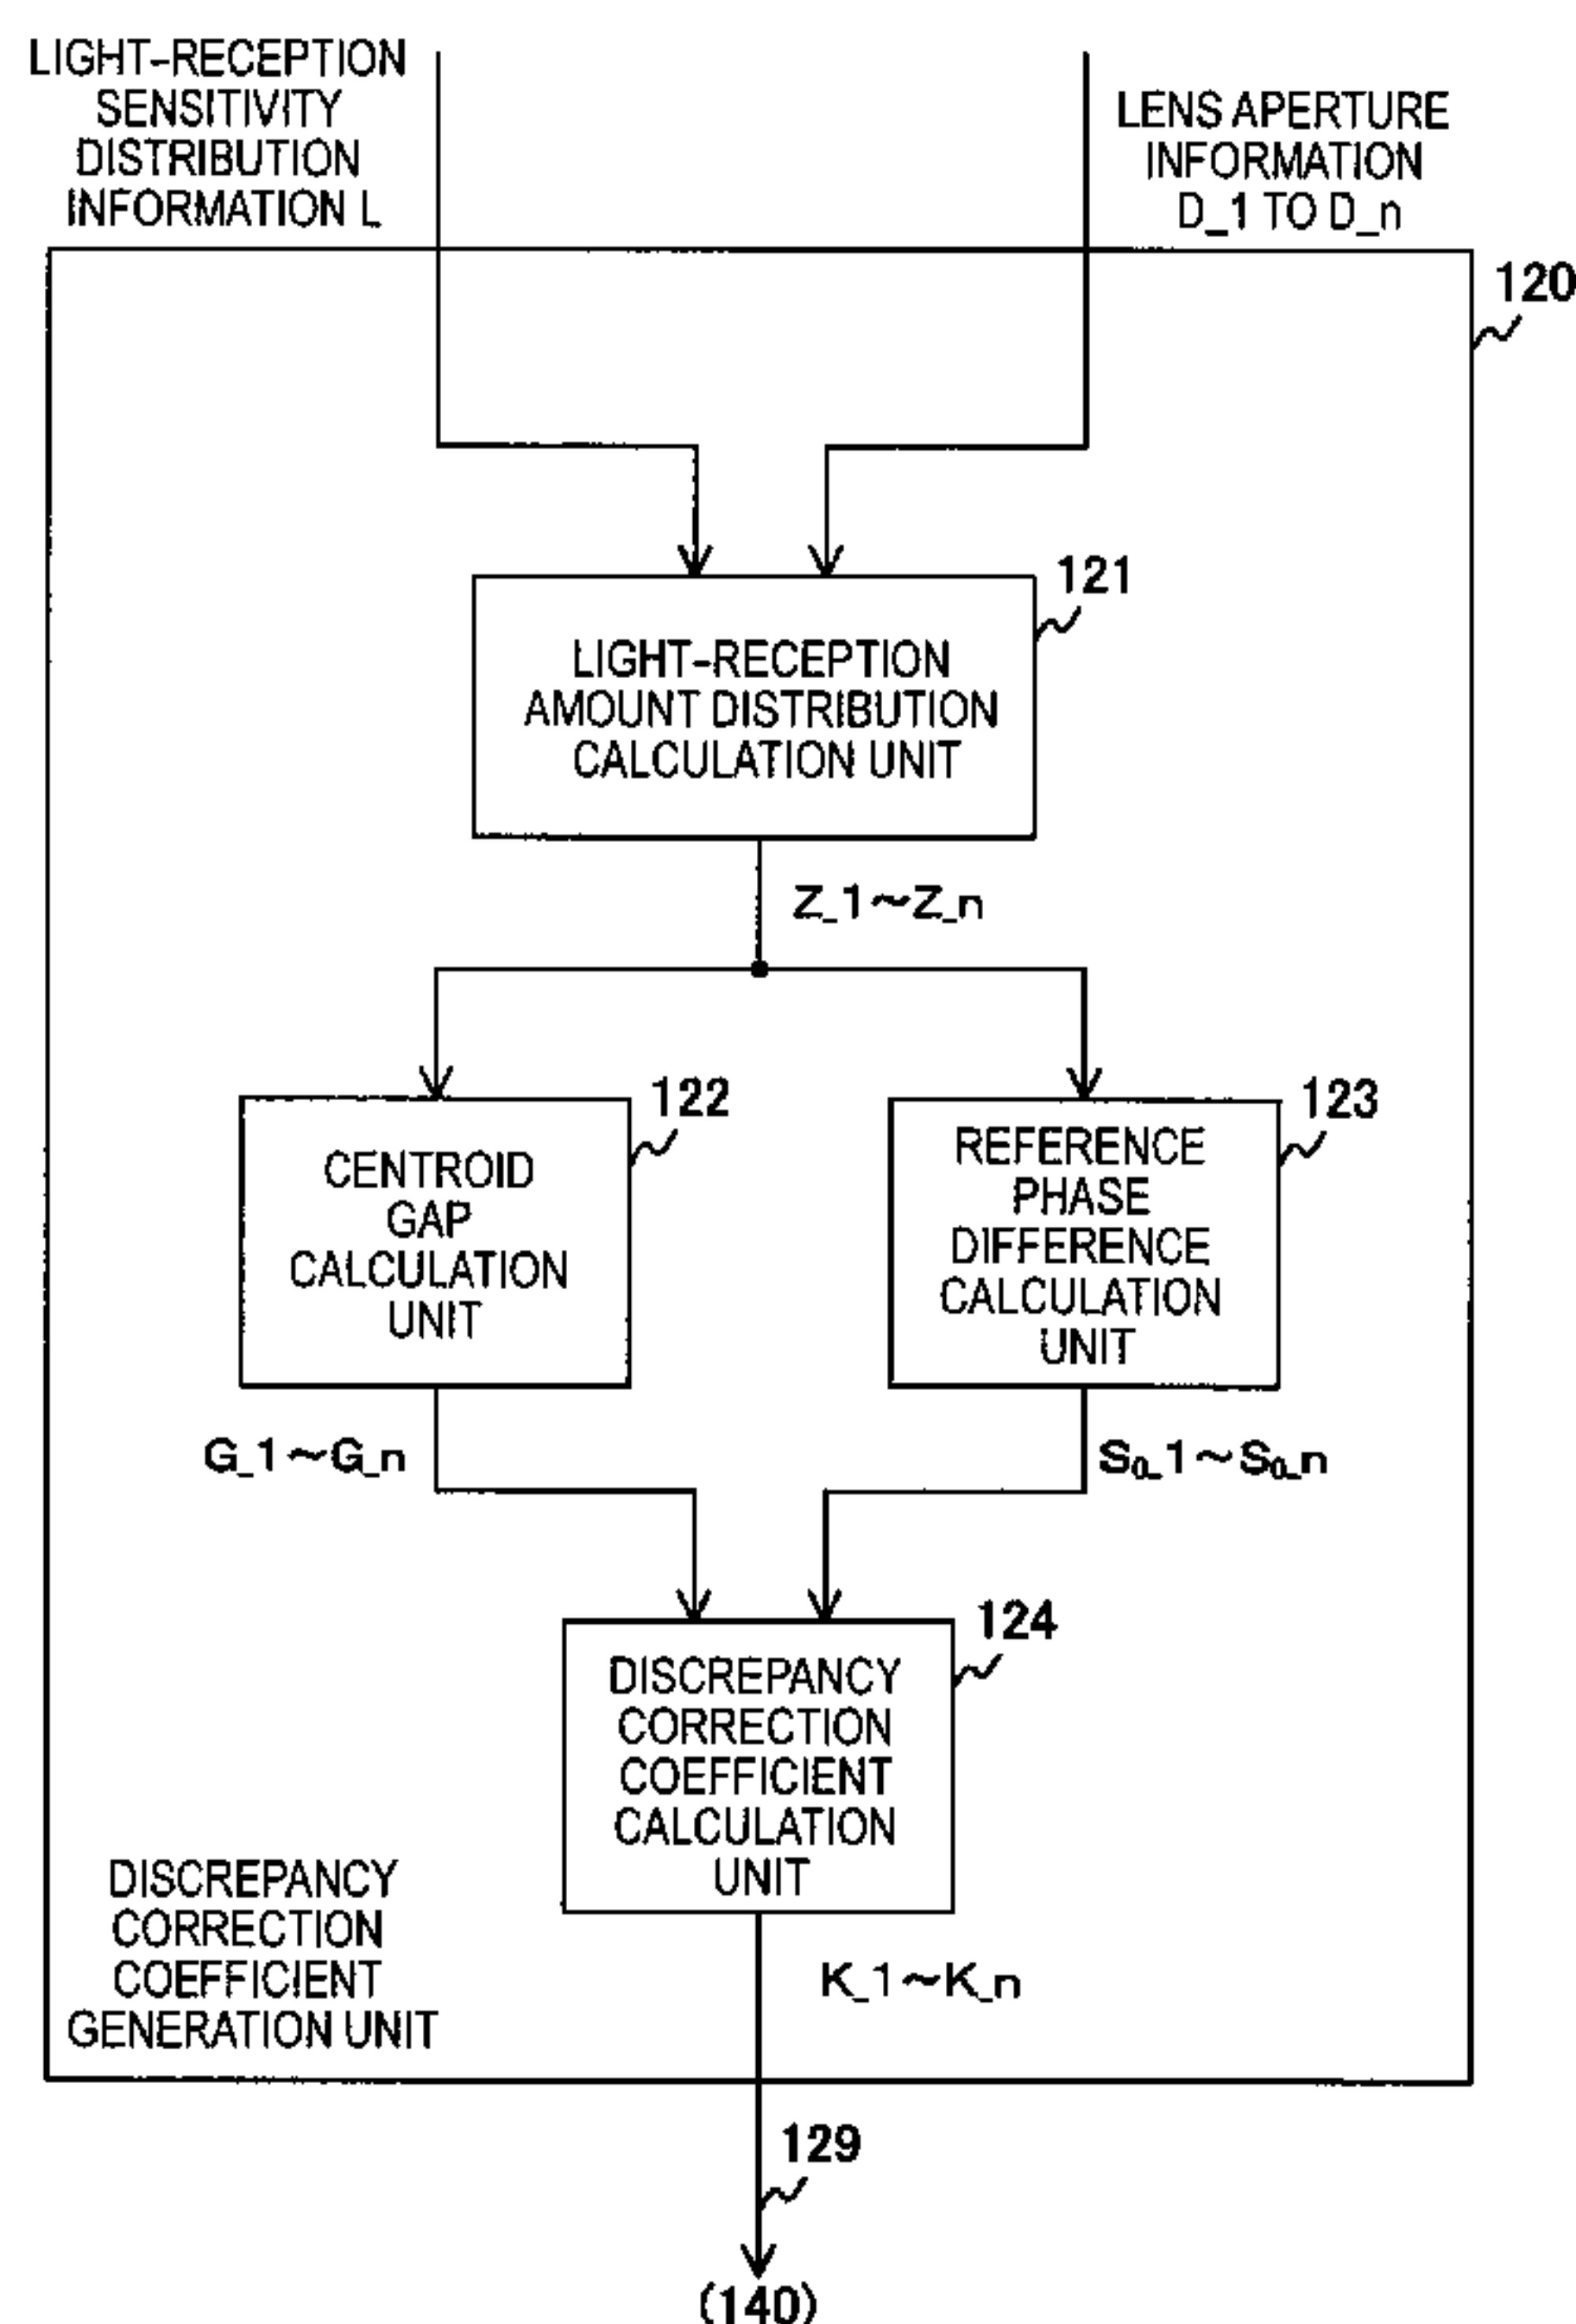 LIGHT-RECEPTION
SENSITIVITY
DISTRIBUTION
INFORMATION L
LENS APERTURE
INFORMATION
D_1 TO D_n
120
121
LIGHT-RECEPTION
AMOUNT DISTRIBUTION
CALCULATION UNIT
Z_1~Z_n
122
CENTROID
GAP
CALCULATION
UNIT
123
REFERENCE
PHASE
DIFFERENCE
CALCULATION
UNIT
G_1~G_n
S₀_1~S₀_n
124
DISCREPANCY
CORRECTION
COEFFICIENT
CALCULATION
UNIT
DISCREPANCY
CORRECTION
COEFFICIENT
GENERATION UNIT
K_1~K_n
129
(140)